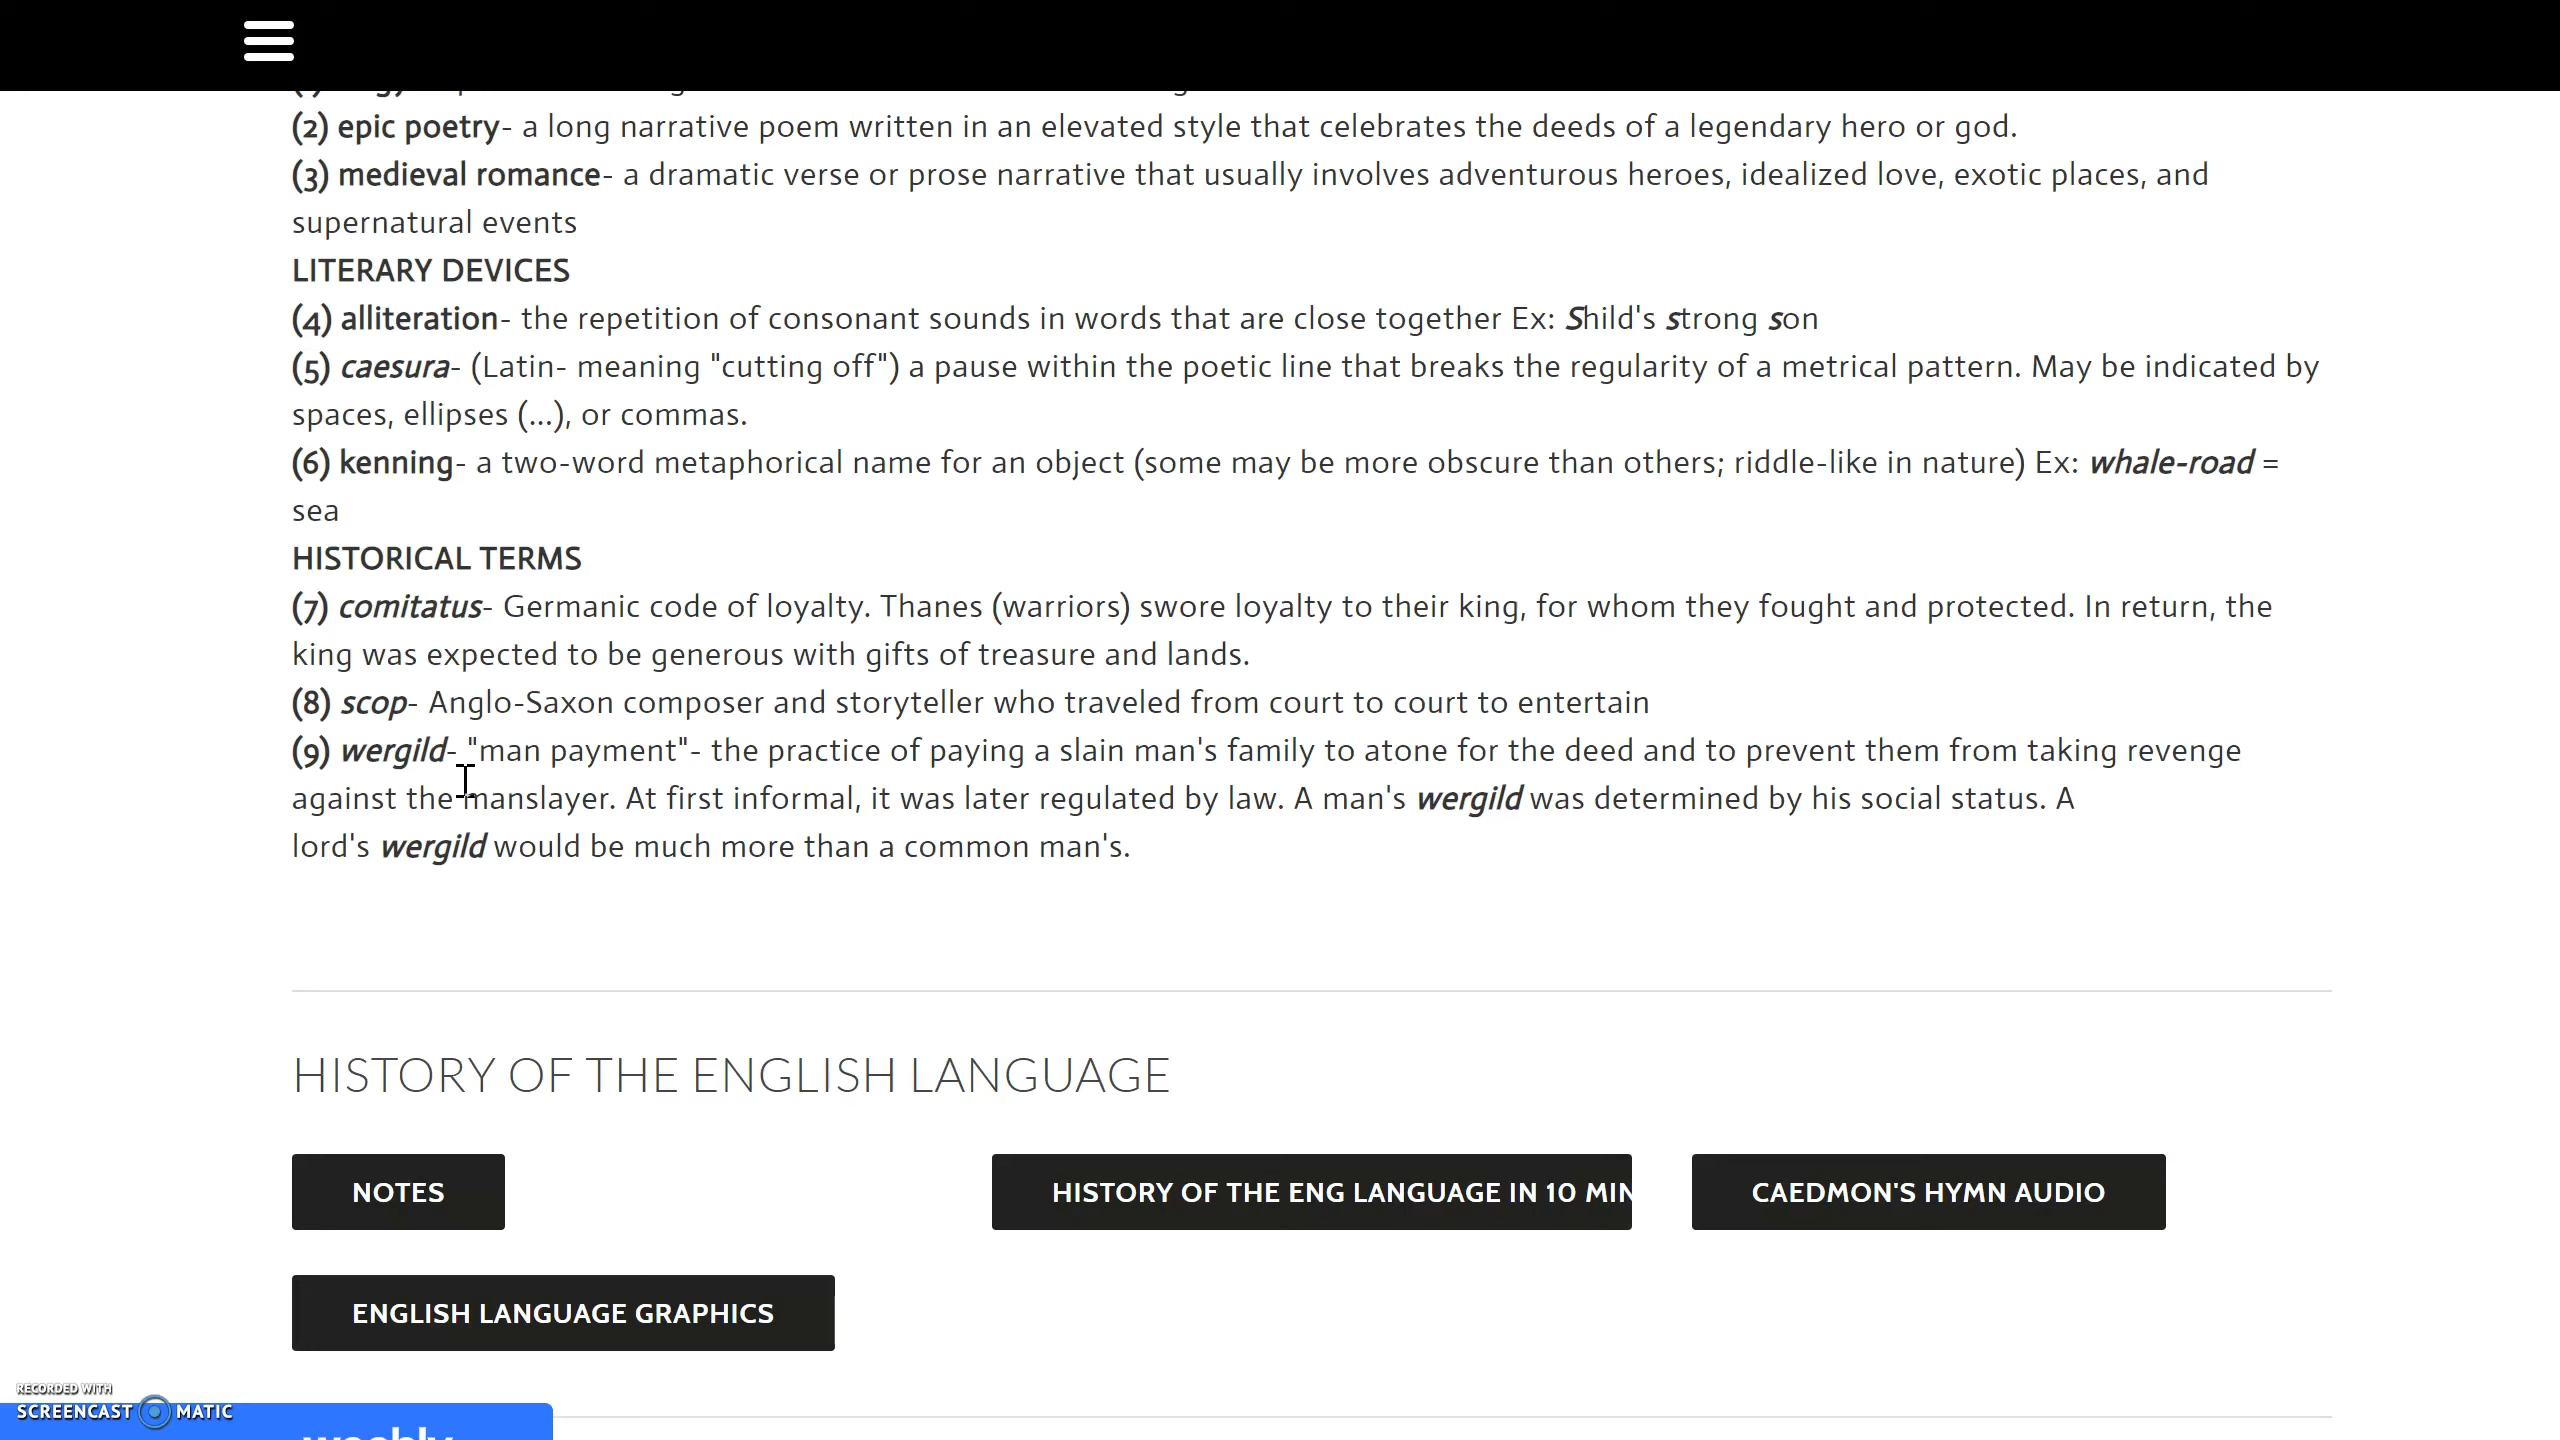 (2) epic poetry- a long narrative poem written in an elevated style that celebrates the deeds of a legendary hero or god.
(3) medieval romance- a dramatic verse or prose narrative that usually involves adventurous heroes, idealized love, exotic places, and
supernatural events
LITERARY DEVICES
(4) alliteration- the repetition of consonant sounds in words that are close together Ex: Shild's strong son
(5) caesura- (Latin- meaning "cutting off") a pause within the poetic line that breaks the regularity of a metrical pattern. May be indicated by
spaces, ellipses (...), or commas.
(6) kenning- a two-word metaphorical name for an object (some may be more obscure than others; riddle-like in nature) Ex: whale-road =
sea
HISTORICAL TERMS
(7) comitatus- Germanic code of loyalty. Thanes (warriors) swore loyalty to their king, for whom they fought and protected. In return, the
king was expected to be generous with gifts of treasure and lands.
(8) scop- Anglo-Saxon composer and storyteller who traveled from court to court to entertain
(9) wergild- "man payment"- the practice of paying a slain man's family to atone for the deed and to prevent them from taking revenge
against the manslayer. At first informal, it was later regulated by law. A man's wergild was determined by his social status. A
lord's wergild would be much more than a common man's.
HISTORY OF THE ENGLISH LANGUAGE
NOTES
HISTORY OF THE ENG LANGUAGE IN 10 MIN
CAEDMON'S HYMN AUDIO
ENGLISH LANGUAGE GRAPHICS
RECORDED WITH
SCREENCAST MATIC
weebly